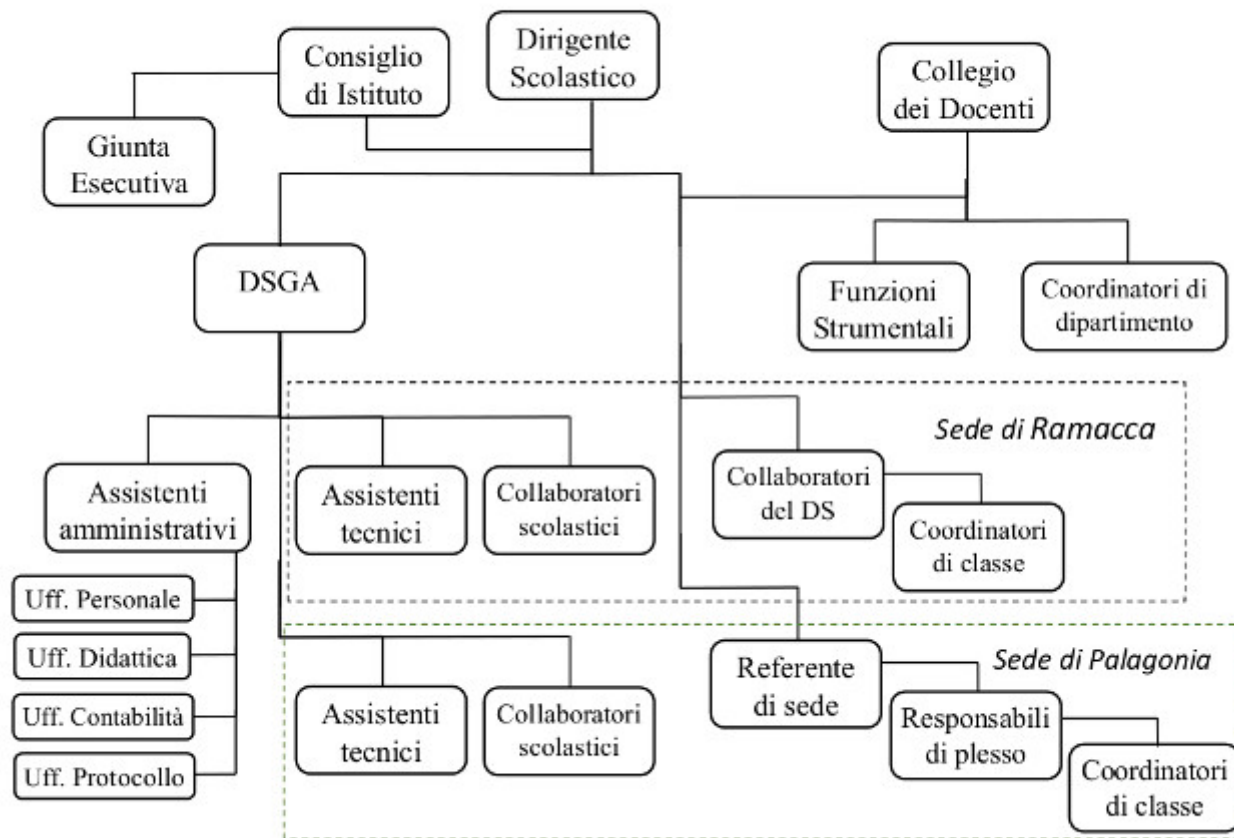 Consiglio
di Istituto
Dirigente
Scolastico
Collegio
dei Docenti
Giunta
Esecutiva
DSGA
Funzioni
Strumentali
Coordinatori di
dipartimento
Sede di Ramacca
Assistenti
amministrativi
Assistenti
tecnici
Collaboratori
scolastici
Collaboratori
del DS
Coordinatori
di classe
Uff. Personale
Uff. Didattica
Uff. Contabilità
Uff. Protocollo
Sede di Palagonia
Assistenti
tecnici
Collaboratori
scolastici
Referente
di sede
Responsabili
di plesso
Coordinatori
di classe